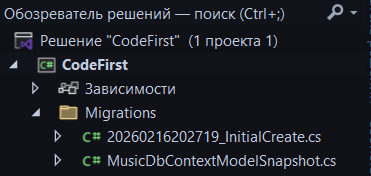 Обозреватель решений — поиск (Ctrl+;)
Решение "CodeFirst" (1 проекта 1)
C# CodeFirst
Зависимости
Migrations
C# 20260216202719_InitialCreate.cs
C# MusicDbContextModelSnapshot.cs